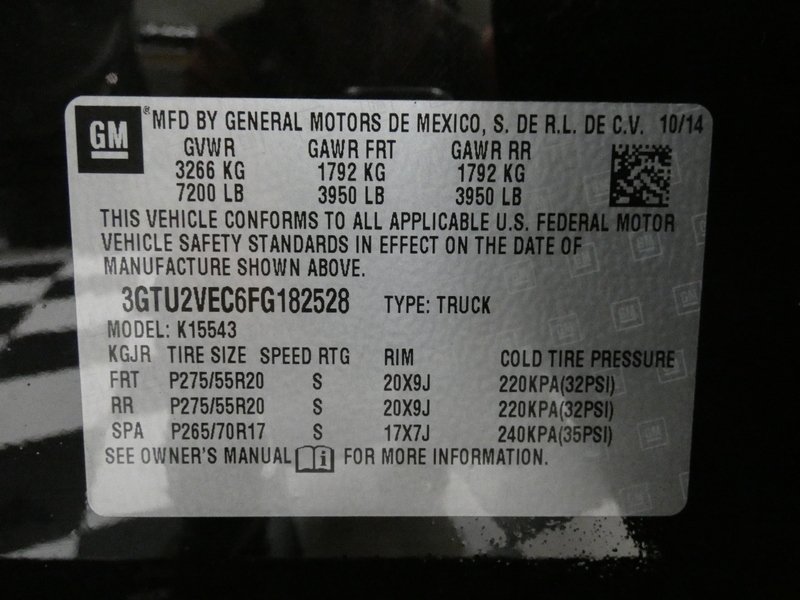 GM ® MFD BY GENERAL MOTORS DE MEXICO, S. DE R.L. DE C.V. 10/14
GVWR GAWR FRT GAWR RR
3266 KG 1792 KG 1792 KG
7200 LB 3950 LB 3950 LB
THIS VEHICLE CONFORMS TO ALL APPLICABLE U.S. FEDERAL MOTOR
VEHICLE SAFETY STANDARDS IN EFFECT ON THE DATE OF
MANUFACTURE SHOWN ABOVE.
3GTU2VEC6FG182528 TYPE: TRUCK
MODEL: K15543
KGJR TIRE SIZE SPEED RTG RIM COLD TIRE PRESSURE
FRT P275/55R20 S 20X9J 220KPA(32PSI)
RR P275/55R20 S 20X9J 220KPA(32PSI)
SPA P265/70R17 S 17X7J 240KPA(35PSI)
SEE OWNER'S MANUAL i FOR MORE INFORMATION.